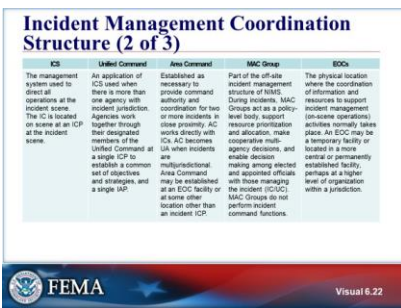 Incident Management Coordination
Structure (2 of 3)
ICS
The management
system used to
direct all
operations at the
incident scene.
The IC is located
on scene at an ICP
at the incident
scene.
Unified Command
An application of
ICS used when
there is more than
one agency with
incident jurisdiction.
Agencies work
together through
their designated
members of the
Unified Command at
a single ICP to
establish a common
set of objectives
and strategies, and
a single IAP.
Area Command
Established as
necessary to
provide command
authority and
coordination for two
or more incidents in
close proximity. AC
works directly with
ICs. AC becomes
UA when incidents
are
multijurisdictional.
Area Command
may be established
at an EOC facility or
at some other
location other than
an incident ICP.
MAC Group
Part of the off-site
incident management
structure of NIMS.
During incidents, MAC
Groups act as a policy-
level body, support
resource prioritization
and allocation, make
cooperative multi-
agency decisions, and
enable decision
making among elected
and appointed officials
with those managing
the incident (IC/UC).
MAC Groups do not
perform incident
command functions.
EOCs
The physical location
where the coordination
of information and
resources to support
incident management
(on-scene operations)
activities normally takes
place. An EOC may be
a temporary facility or
located in a more
central or permanently
established facility,
perhaps at a higher
level of organization
within a jurisdiction.
FEMA
Visual 6.22